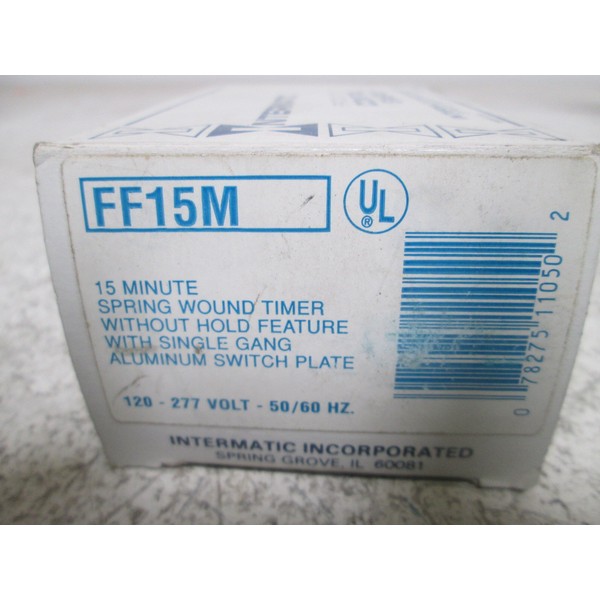 INTERMATIC
FF15M
UL
®
15 MINUTE
SPRING WOUND TIMER
WITHOUT HOLD FEATURE
WITH SINGLE GANG
ALUMINUM SWITCH PLATE
120 - 277 VOLT - 50/60 HZ.
0 78275 11050 2
INTERMATIC INCORPORATED
SPRING GROVE, IL 60081